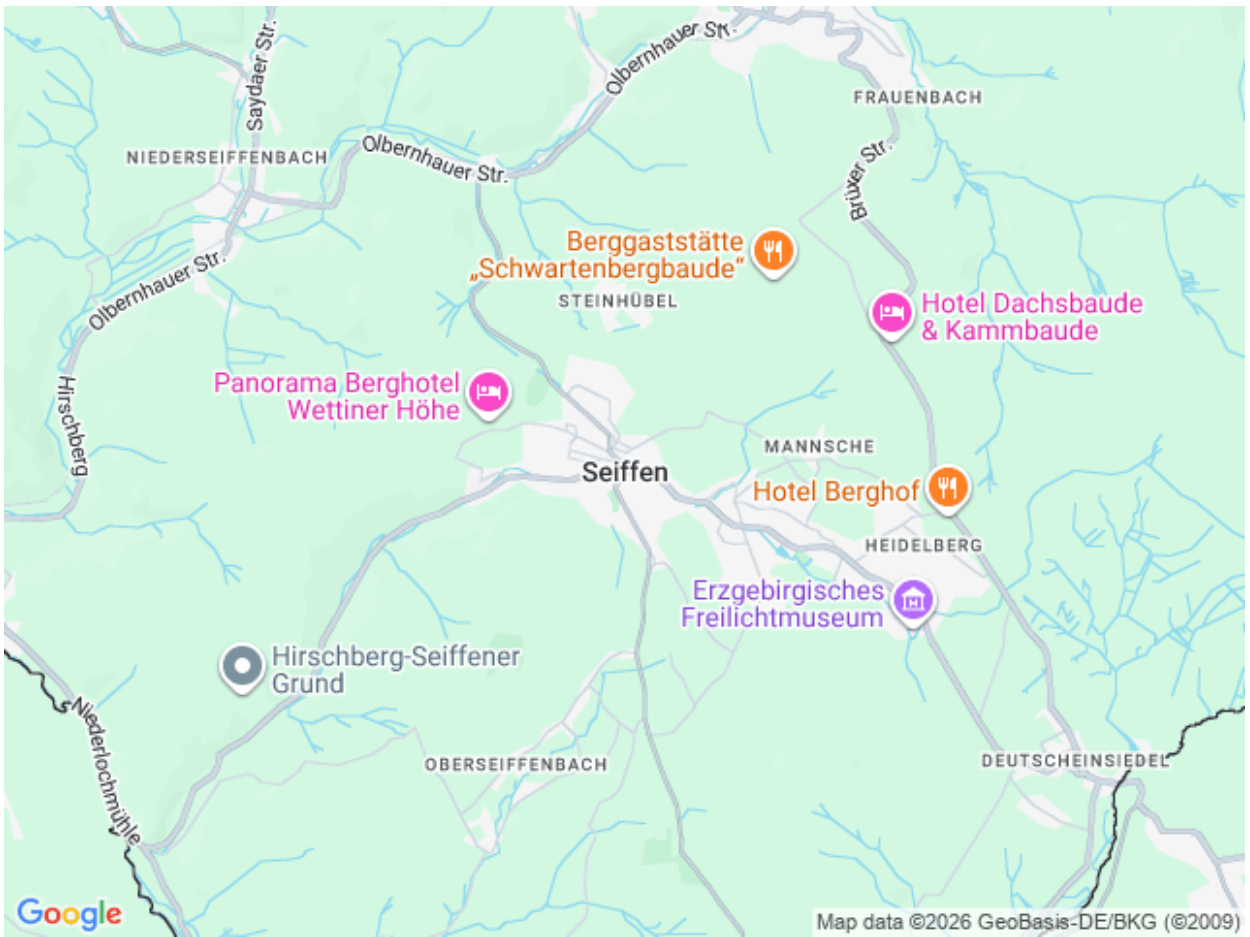 Saydaer Str.
Olbernhauer Str.
FRAUENBACH
NIEDERSEIFFENBACH
Olbernhauer Str.
Brüxer Str.
Berggaststätte
„Schwartenbergbaude“
Olbernhauer Str.
STEINHÜBEL
Hotel Dachsbaude
& Kammbaude
Hirschberg
Panorama Berghotel
Wettiner Höhe
MANNSCHE
Seiffen
Hotel Berghof
HEIDELBERG
Erzgebirgisches
Freilichtmuseum
Hirschberg-Seiffener
Grund
Niederlochmühle
OBERSEIFFENBACH
DEUTSCHEINSIEDEL
Google
Map data ©2026 GeoBasis-DE/BKG (©2009)